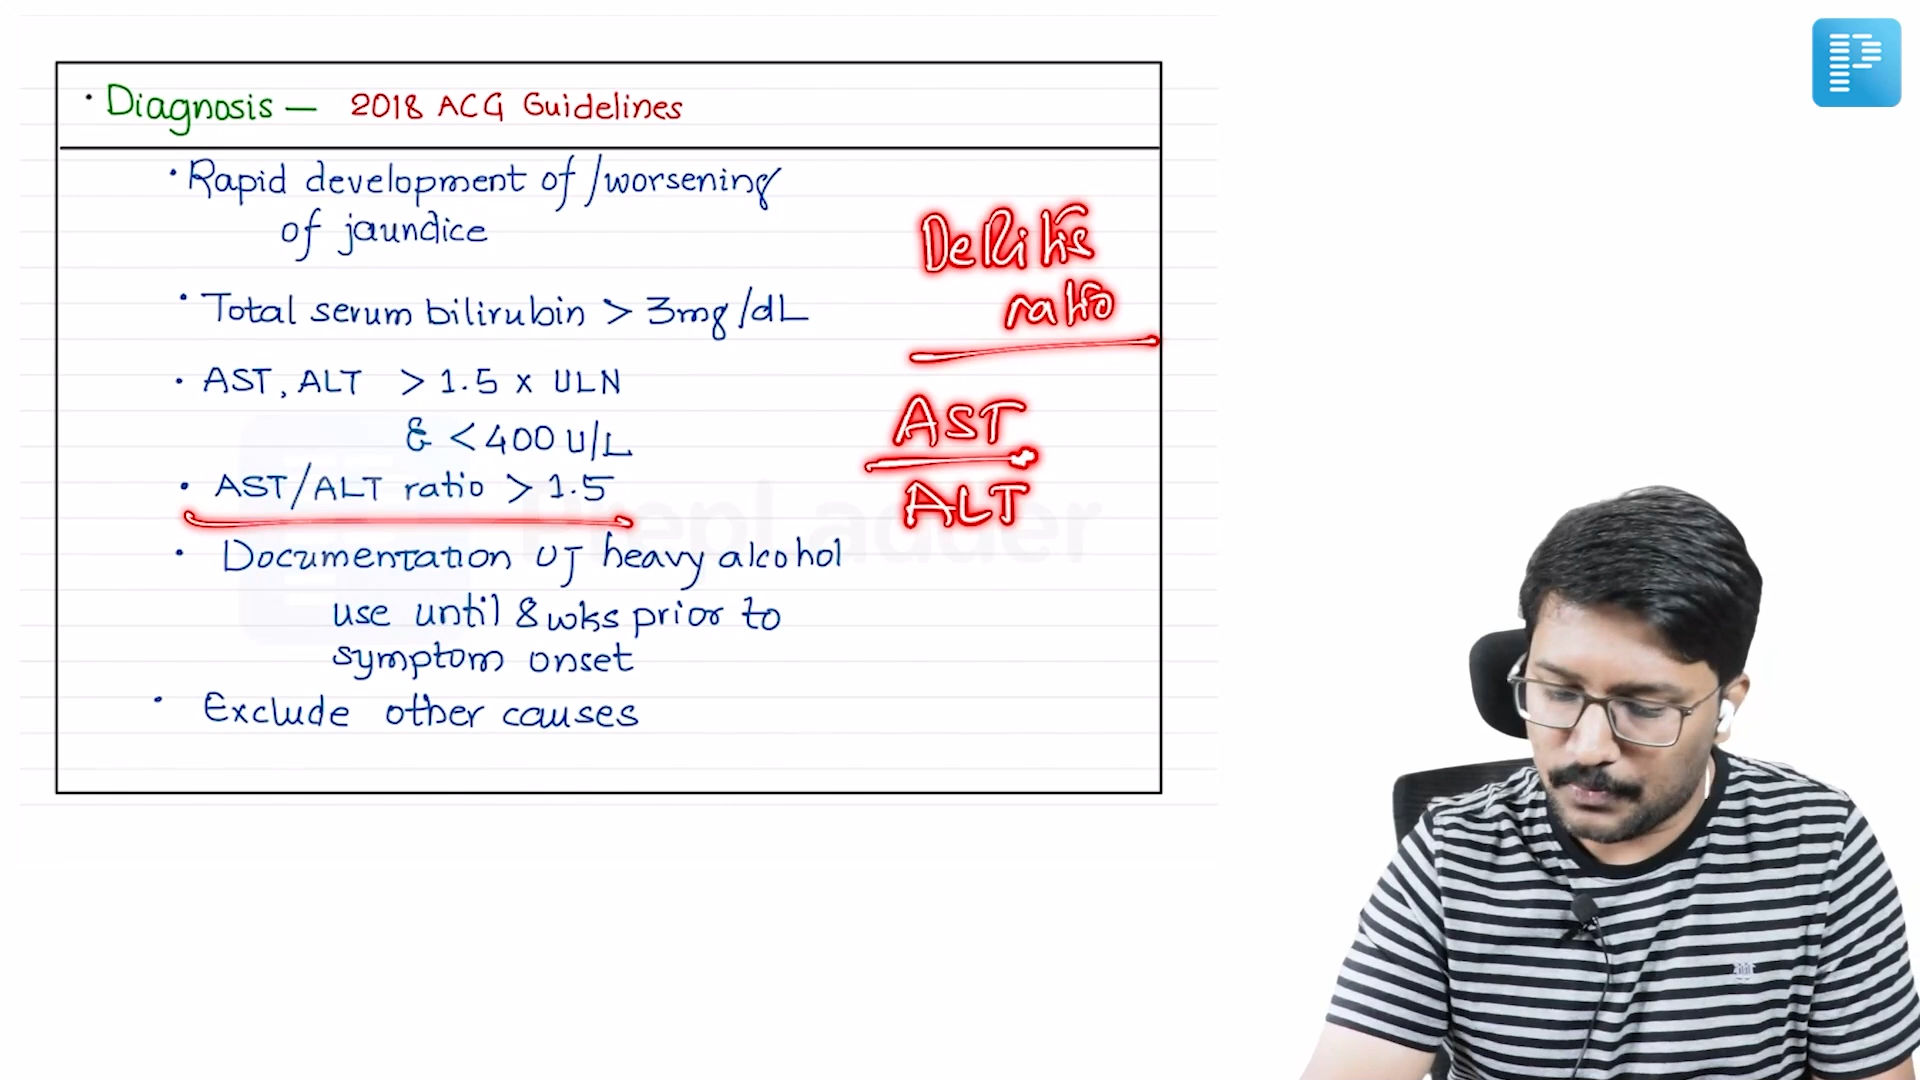 · Diagnosis — 2018 ACG Guidelines
· Rapid development of /worsening
of jaundice
· Total serum bilirubin > 3mg/dL
· AST, ALT > 1.5 x ULN
& < 400 U/L
· AST/ALT ratio > 1.5
· Documentation of heavy alcohol
use until 8 wks prior to
symptom onset
· Exclude other causes
DeRitis
ratio
AST
ALT
PrepLadder